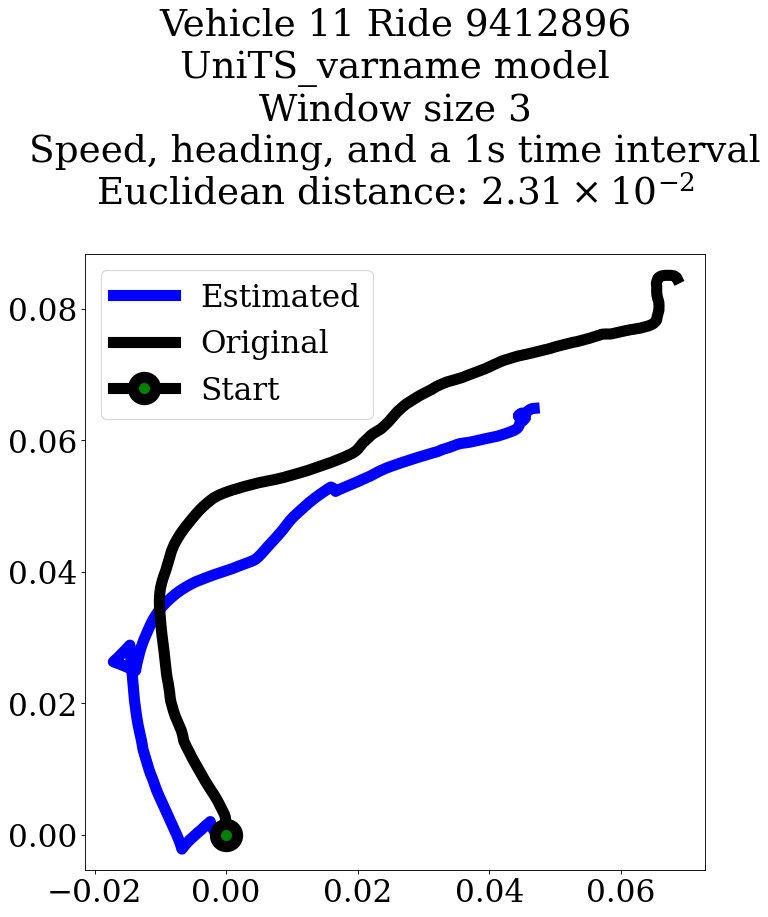 Vehicle 11 Ride 9412896
UniTS_varname model
Window size 3
Speed, heading, and a 1s time interval
Euclidean distance: 2.31 × 10⁻²
Estimated
Original
Start
0.08
0.06
0.04
0.02
0.00
−0.02 0.00 0.02 0.04 0.06